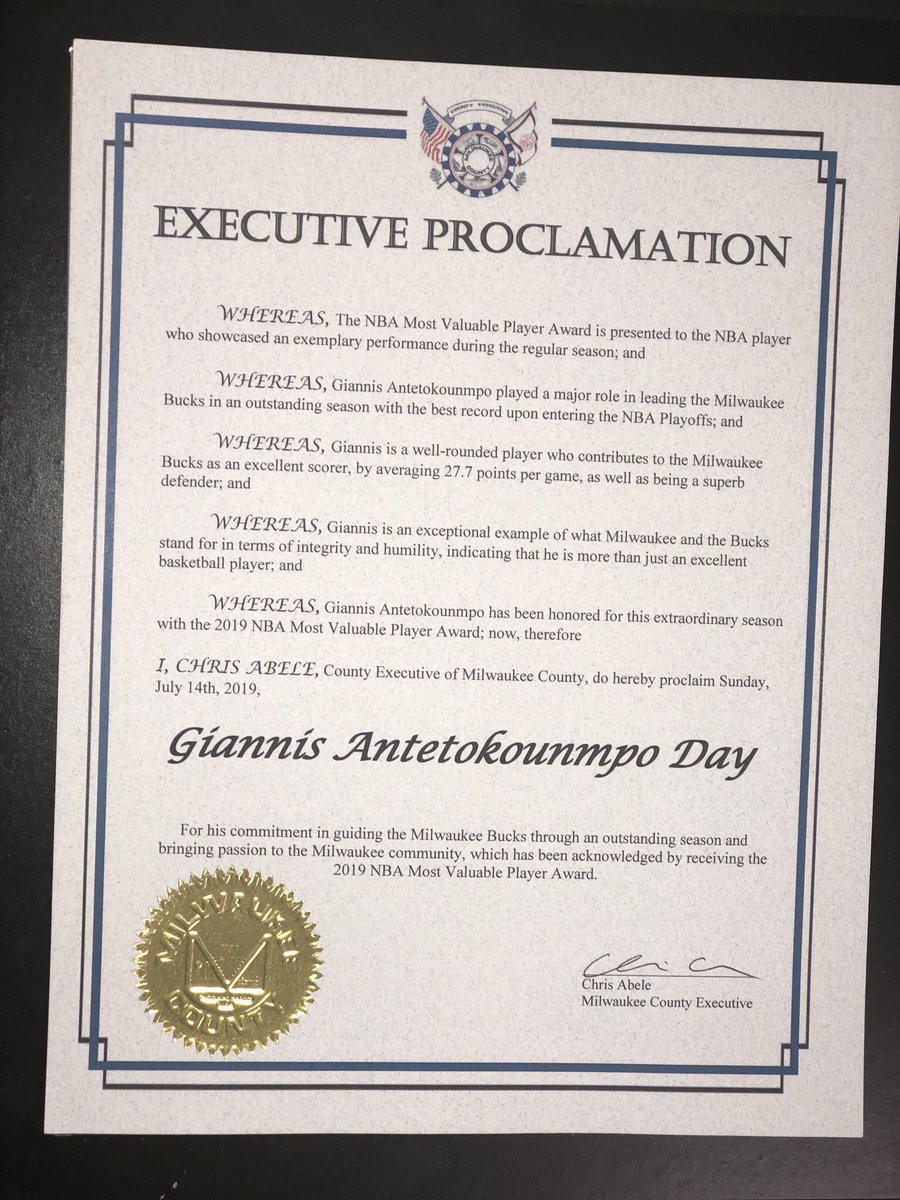 COUNTY EXECUTIVE
MILWAUKEE
COUNTY
EXECUTIVE PROCLAMATION
WHEREAS, The NBA Most Valuable Player Award is presented to the NBA player
who showcased an exemplary performance during the regular season; and
WHEREAS, Giannis Antetokounmpo played a major role in leading the Milwaukee
Bucks in an outstanding season with the best record upon entering the NBA Playoffs; and
WHEREAS, Giannis is a well-rounded player who contributes to the Milwaukee
Bucks as an excellent scorer, by averaging 27.7 points per game, as well as being a superb
defender; and
WHEREAS, Giannis is an exceptional example of what Milwaukee and the Bucks
stand for in terms of integrity and humility, indicating that he is more than just an excellent
basketball player; and
WHEREAS, Giannis Antetokounmpo has been honored for this extraordinary season
with the 2019 NBA Most Valuable Player Award; now, therefore
I, CHRIS ABELE, County Executive of Milwaukee County, do hereby proclaim Sunday,
July 14th, 2019,
Giannis Antetokounmpo Day
For his commitment in guiding the Milwaukee Bucks through an outstanding season and
bringing passion to the Milwaukee community, which has been acknowledged by receiving the
2019 NBA Most Valuable Player Award.
MILWAUKEE
COUNTY
Chris Abele
Milwaukee County Executive